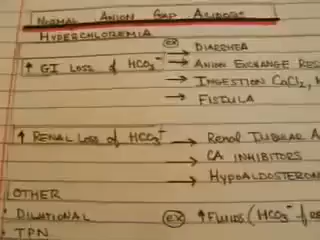 NORMAL ANION GAP ACIDOSIS
HYPERCHLOREMIA
↑ GI LOSS OF HCO3-
ex → DIARRHEA
→ ANION EXCHANGE
→ INGESTION CaCl2,
→ FISTULA
↑ RENAL LOSS of HCO3-
→ RENAL TUBULAR
→ CA INHIBITORS
→ HYPOALDOSTERON
OTHER
· DILUTIONAL
ex ↑ FLUIDS (HCO3-
· TPN